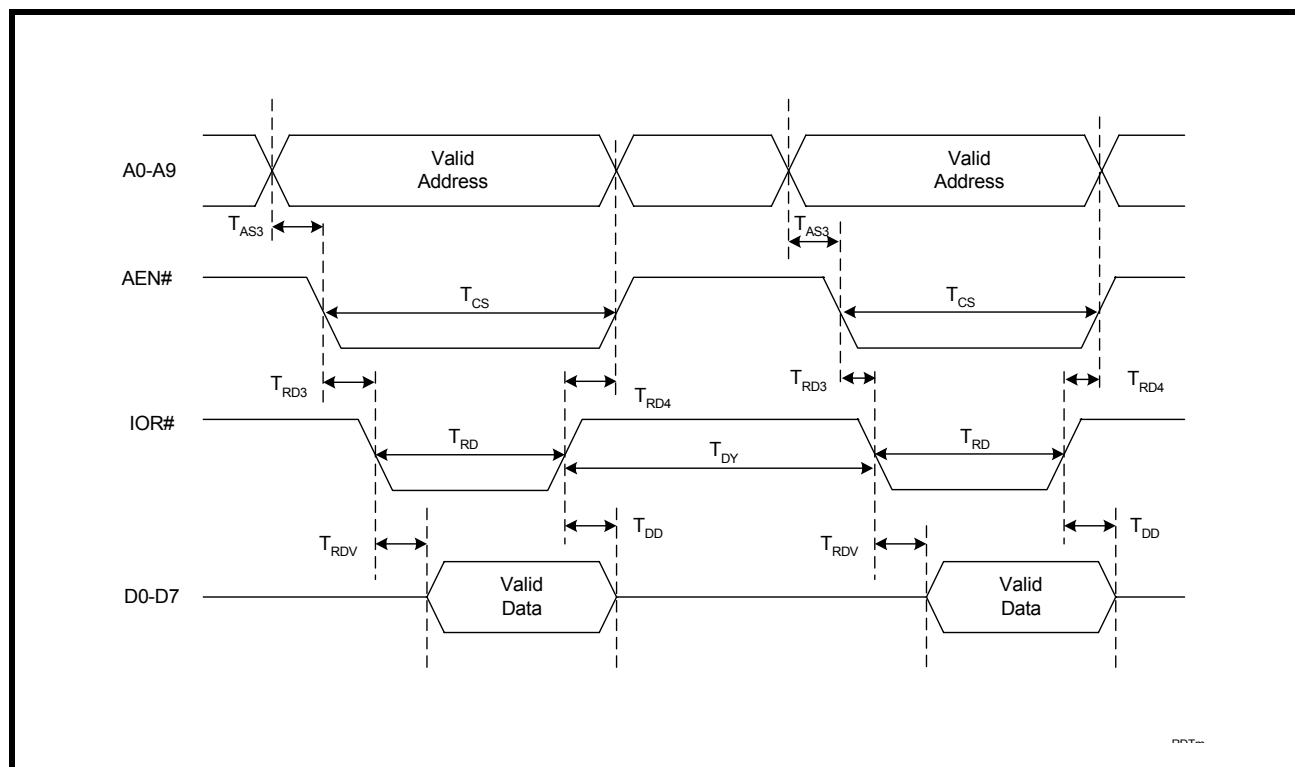 A0-A9
Valid
Address
Valid
Address
T_AS3
T_AS3
AEN#
T_CS
T_CS
T_RD3
T_RD4
T_RD3
T_RD4
IOR#
T_RD
T_DY
T_RD
T_RDV
T_DD
T_RDV
T_DD
D0-D7
Valid
Data
Valid
Data